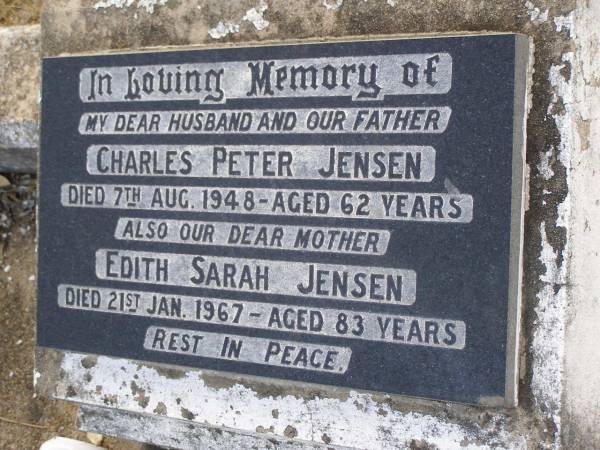 In Loving Memory of
MY DEAR HUSBAND AND OUR FATHER
CHARLES PETER JENSEN
DIED 7TH AUG. 1948 - AGED 62 YEARS
ALSO OUR DEAR MOTHER
EDITH SARAH JENSEN
DIED 21ST JAN. 1967 - AGED 83 YEARS
REST IN PEACE.